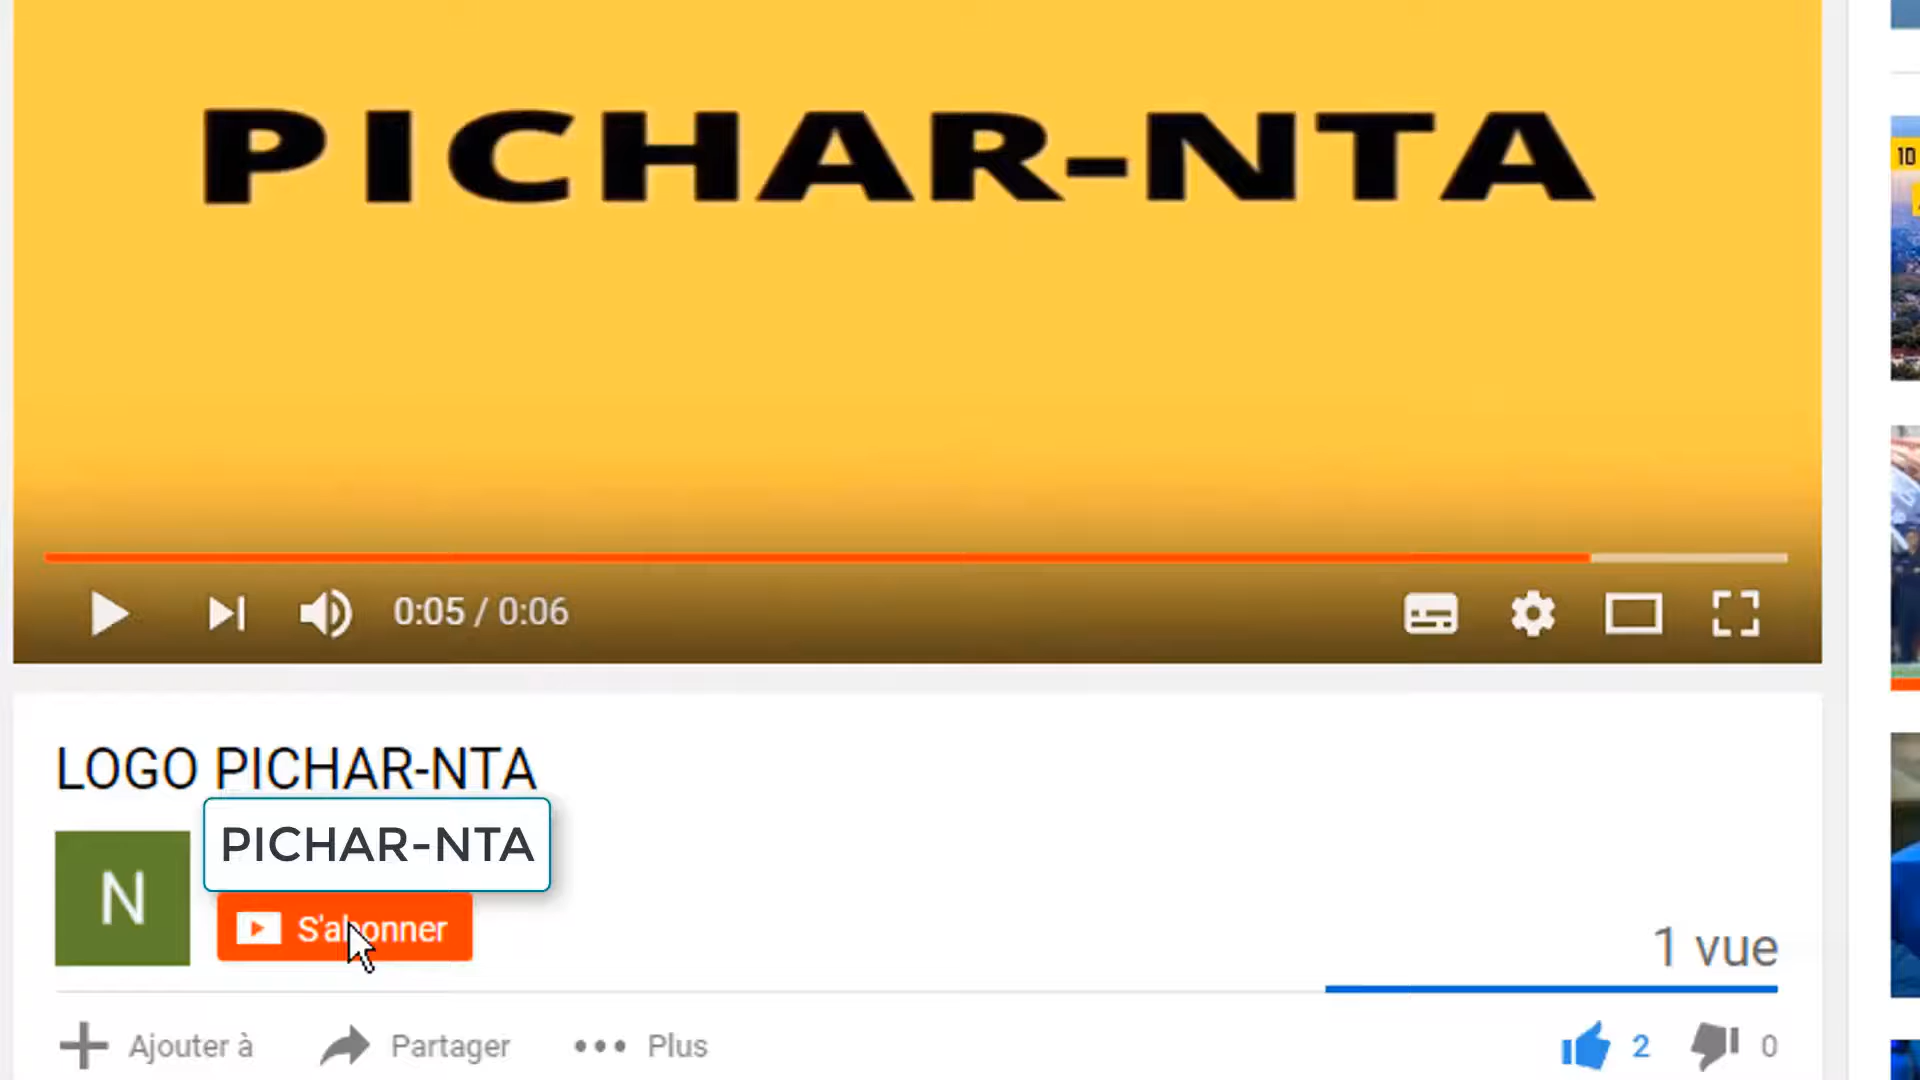 PICHAR-NTA
10
0:05 / 0:06
LOGO PICHAR-NTA
PICHAR-NTA
N
S'abonner
1 vue
Ajouter à
Partager
Plus
2
0